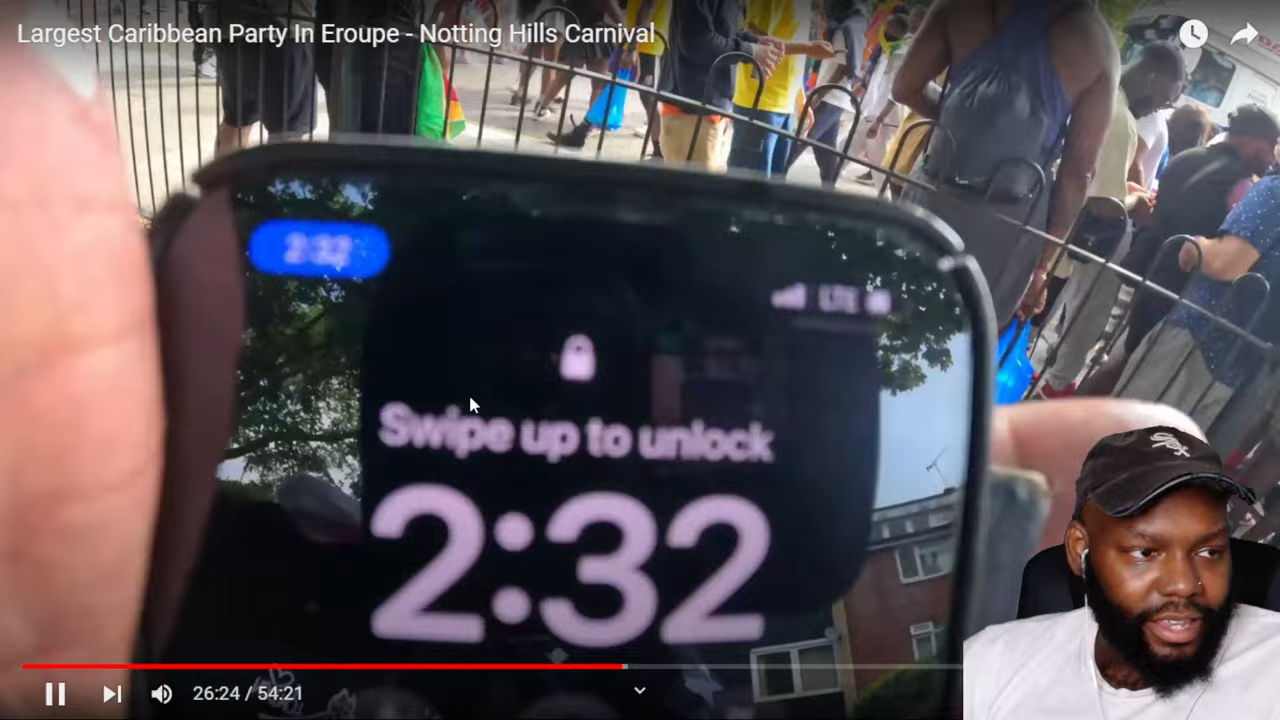 Largest Caribbean Party In Eroupe - Notting Hills Carnival
2:32
LTE
Swipe up to unlock
2:32
26:24 / 54:21
Sox